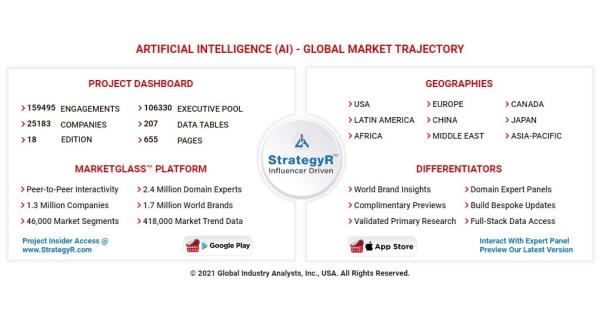 ARTIFICIAL INTELLIGENCE (AI) - GLOBAL MARKET TRAJECTORY
PROJECT DASHBOARD
159495 ENGAGEMENTS
106330 EXECUTIVE POOL
25183 COMPANIES
207 DATA TABLES
18 EDITION
655 PAGES
MARKETGLASS™ PLATFORM
Peer-to-Peer Interactivity
2.4 Million Domain Experts
1.3 Million Companies
1.7 Million World Brands
46,000 Market Segments
418,000 Market Trend Data
Project Insider Access @
www.StrategyR.com
Google Play
StrategyR™
Influencer Driven
GEOGRAPHIES
USA
EUROPE
CANADA
LATIN AMERICA
CHINA
JAPAN
AFRICA
MIDDLE EAST
ASIA-PACIFIC
DIFFERENTIATORS
World Brand Insights
Domain Expert Panels
Complimentary Previews
Build Bespoke Updates
Validated Primary Research
Full-Stack Data Access
App Store
Interact With Expert Panel
Preview Our Latest Version
© 2021 Global Industry Analysts, Inc., USA. All Rights Reserved.